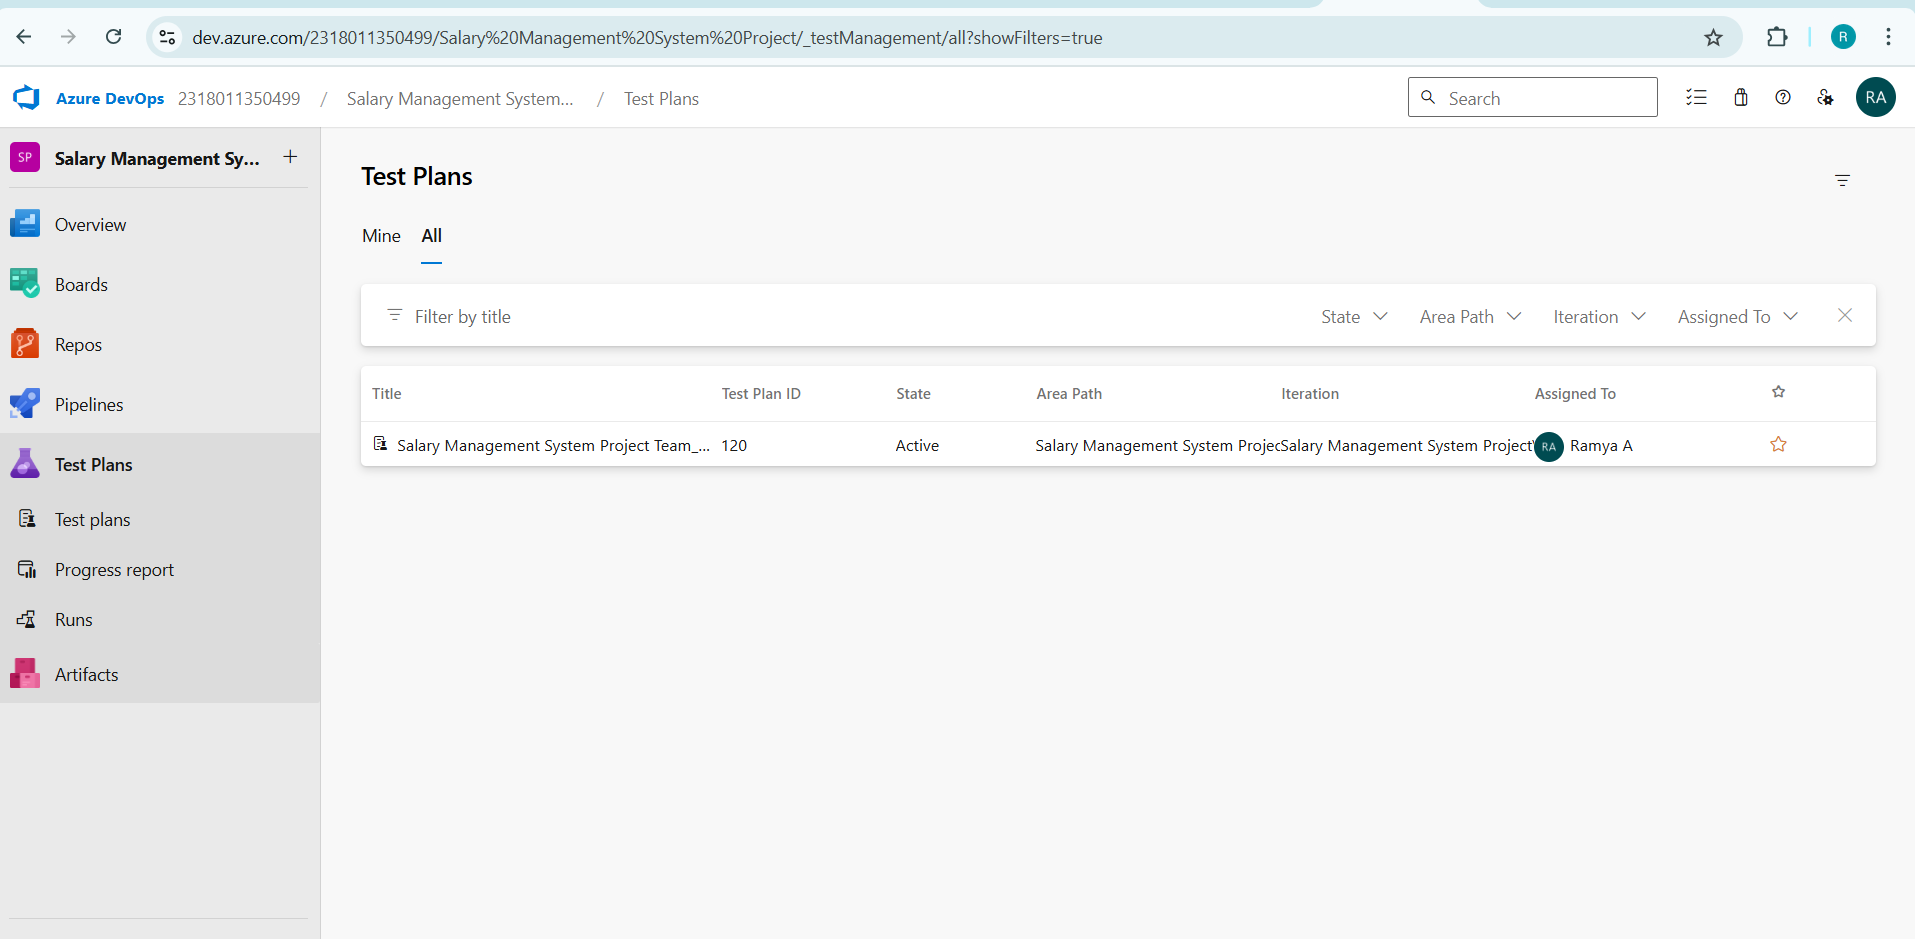 dev.azure.com/2318011350499/Salary%20Management%20System%20Project/_testManagement/all?showFilters=true
R
Azure DevOps 2318011350499 / Salary Management System... / Test Plans
Search
RA
SP Salary Management Sy... +
Overview
Boards
Repos
Pipelines
Test Plans
Test plans
Progress report
Runs
Artifacts
Test Plans
Mine All
Filter by title State Area Path Iteration Assigned To
Title Test Plan ID State Area Path Iteration Assigned To
Salary Management System Project Team_... 120 Active Salary Management System Projec Salary Management System Project\ RA Ramya A